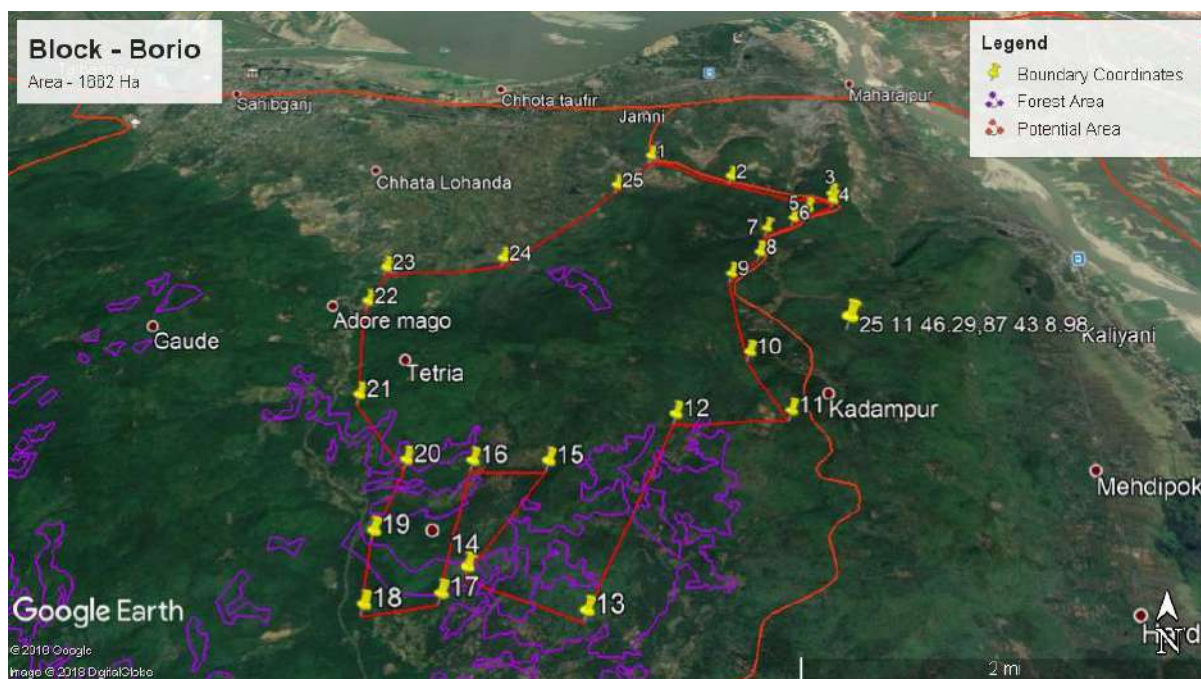 Block - Borio
Area - 1662 Ha
Legend
Boundary Coordinates
Forest Area
Potential Area
Sahibganj
Chhota taufir
Maharajpur
Jamni
Chhata Lohanda
1
2
3
4
5
6
7
8
9
10
11
12
13
14
15
16
17
18
19
20
21
22
23
24
25
25 11 46.29,87 43 8.98
Kaliyani
Gaude
Adore mago
Tetria
Kadampur
Mehdipok
Google Earth
© 2018 Google
Image © 2018 DigitalGlobe
N
2 mi